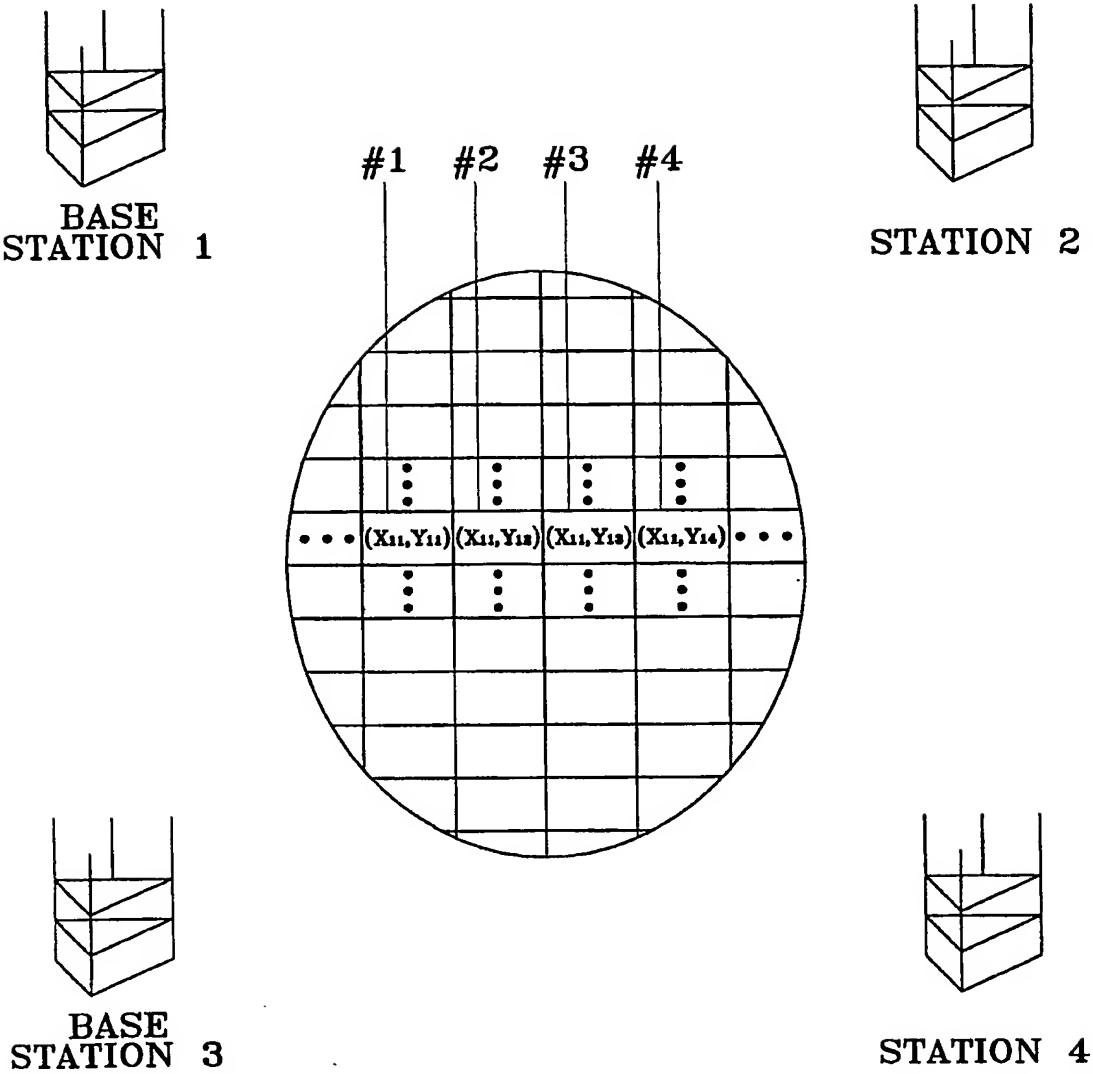 BASE
STATION 1
STATION 2
#1 #2 #3 #4
(X11,Y11) (X11,Y12) (X11,Y13) (X11,Y14)
BASE
STATION 3
STATION 4